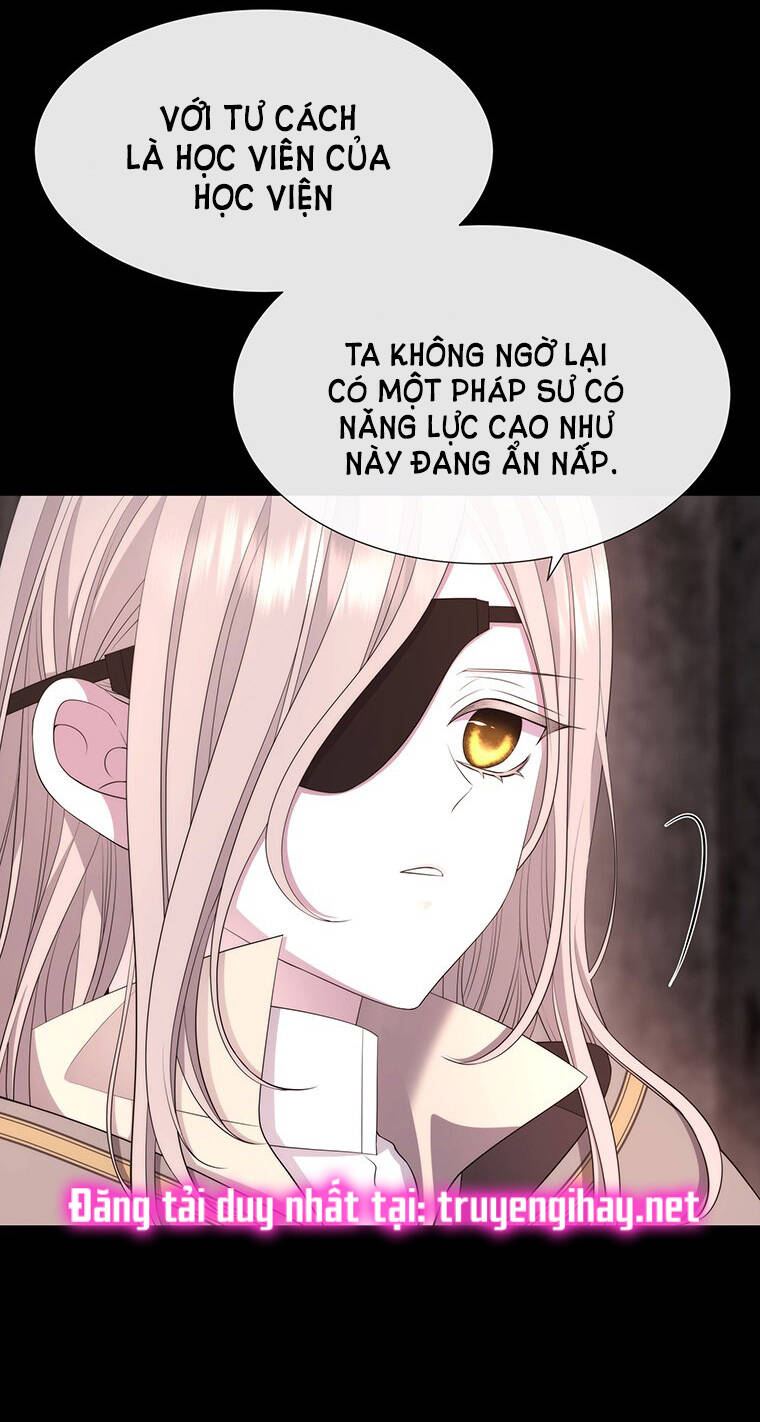 VỚI TƯ CÁCH
LÀ HỌC VIÊN CỦA
HỌC VIỆN
TA KHÔNG NGỜ LẠI
CÓ MỘT PHÁP SƯ CÓ
NĂNG LỰC CAO NHƯ
NÀY ĐANG ẨN NẤP.
Đăng tải duy nhất tại: truyengihay.net